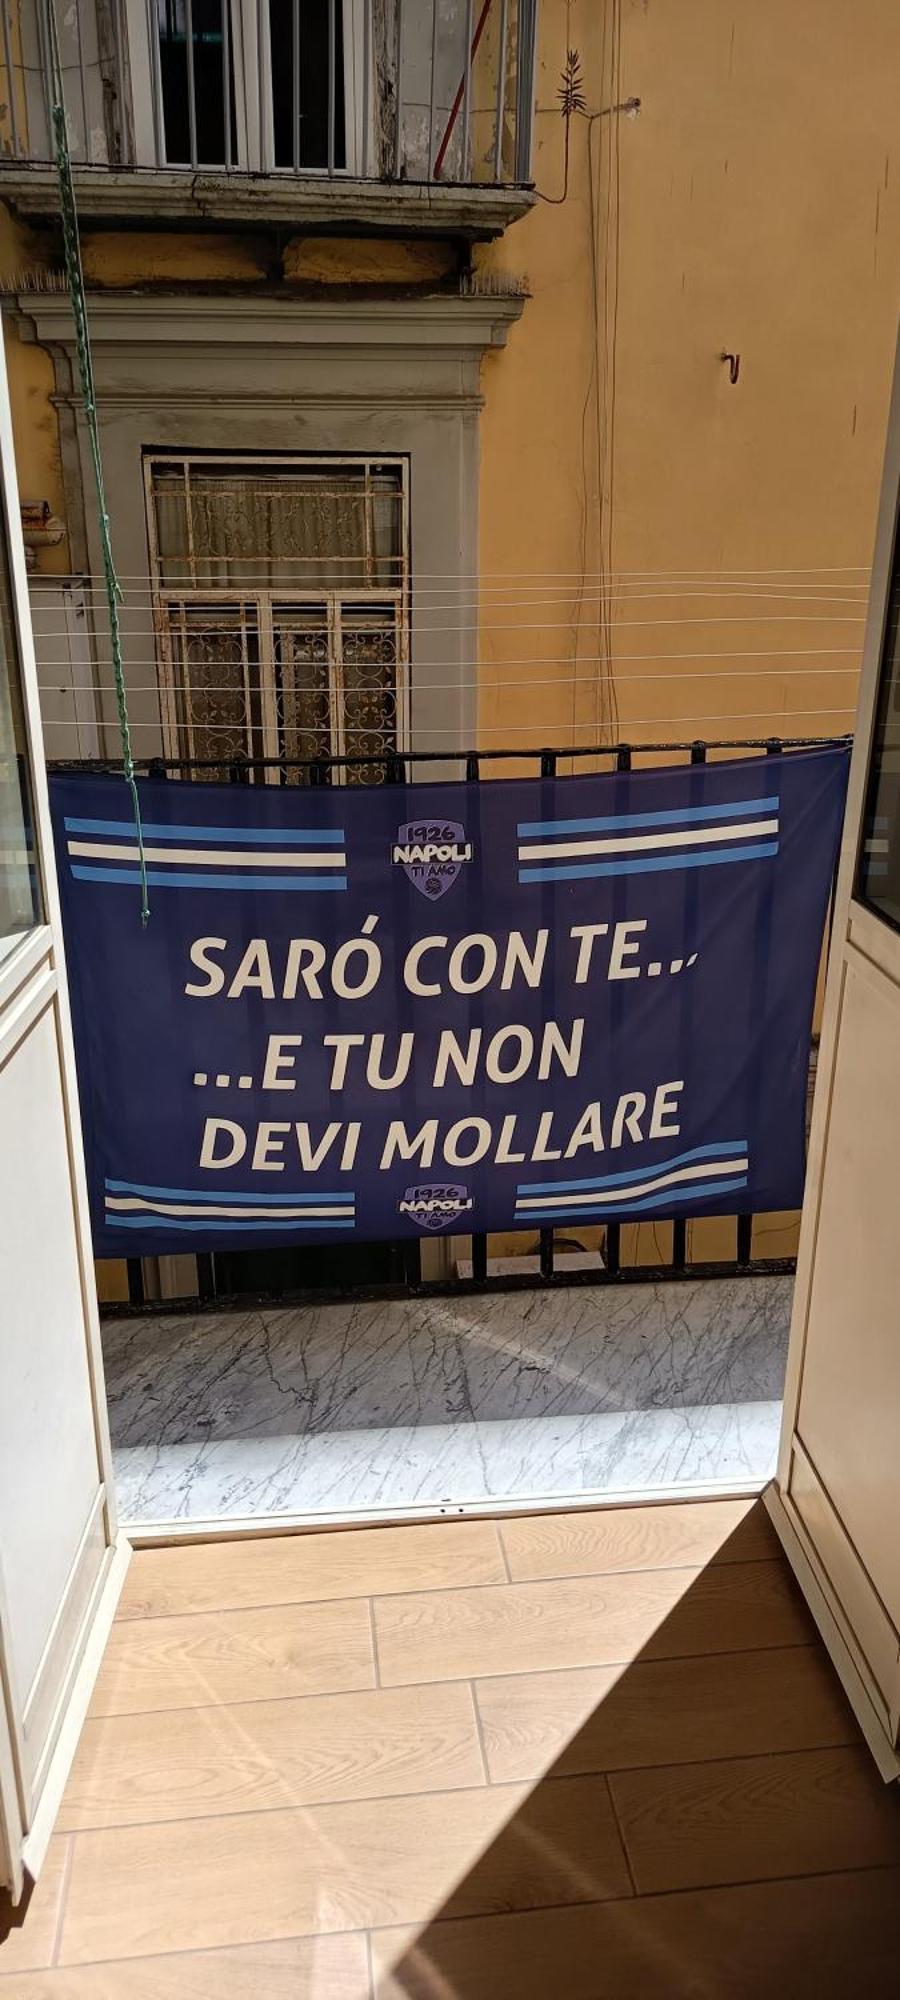 1926
NAPOLI
TI AMO
SARÓ CON TE...
...E TU NON
DEVI MOLLARE
1926
NAPOLI
TI AMO